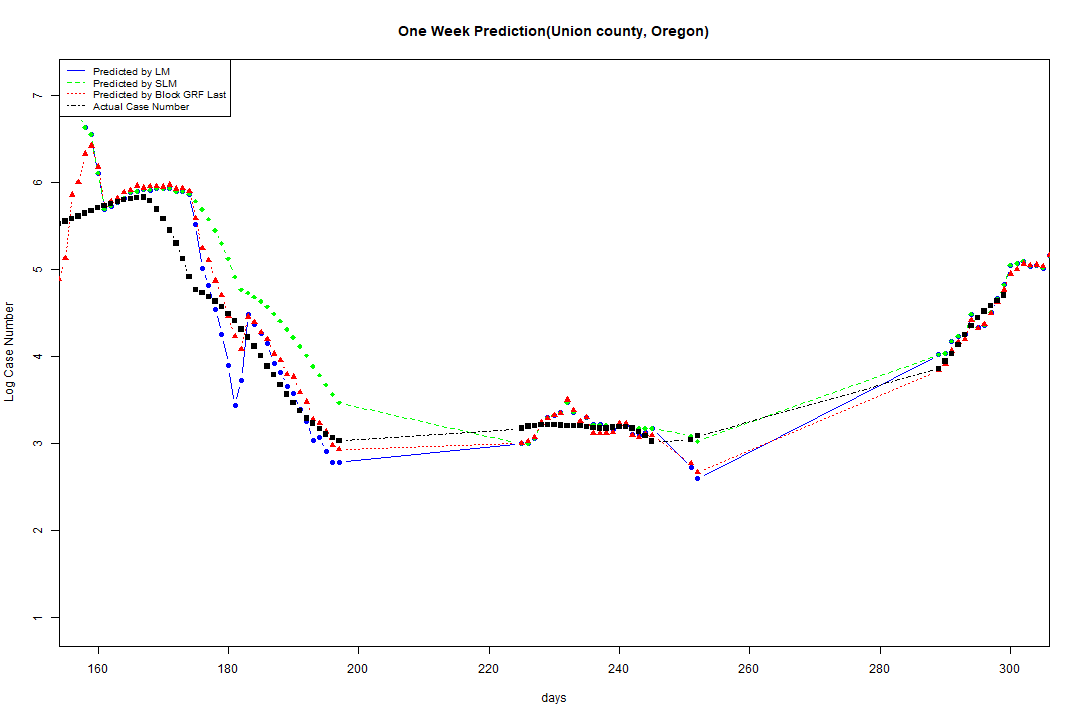 One Week Prediction(Union county, Oregon)
Predicted by LM
Predicted by SLM
Predicted by Block GRF Last
Actual Case Number
Log Case Number
7
6
5
4
3
2
1
160 180 200 220 240 260 280 300
days